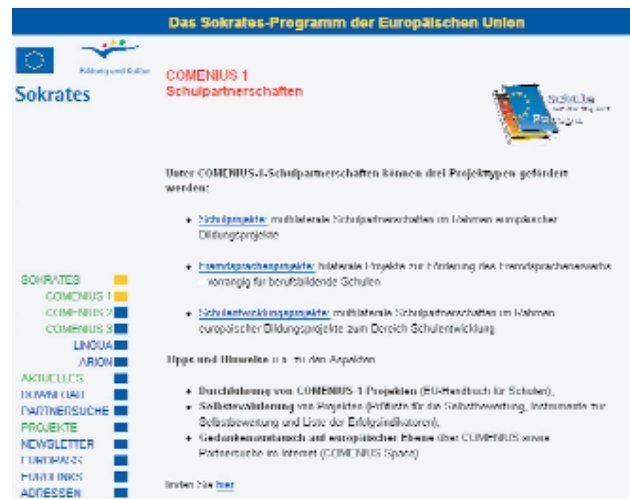 Das Sokrates-Programm der Europäischen Union
Bildung und Kultur
Sokrates
COMENIUS 1
Schulpartnerschaften
Schule
Europa
Unter COMENIUS-1-Schulpartnerschaften können drei Projekttypen gefördert
werden:
• Schulprojekte: multilaterale Schulpartnerschaften im Rahmen europäischer
Bildungsprojekte
• Fremdsprachenprojekte: bilaterale Projekte zur Förderung des Fremdsprachenerwerbs
vorrangig für berufsbildende Schulen
• Schulentwicklungsprojekte: multilaterale Schulpartnerschaften im Rahmen
europäischer Bildungsprojekte zum Bereich Schulentwicklung
Tipps und Hinweise u.a. zu den Aspekten
• Durchführung von COMENIUS 1 Projekten (EU-Handbuch für Schulen),
• Selbstevaluierung von Projekten (Prüfliste für die Selbstbewertung, Instrumente zur
Selbstbewertung und Liste der Erfolgsindikatoren),
• Gedankenaustausch auf europäischer Ebene über COMENIUS sowie
Partnersuche im Internet (COMENIUS Space)
finden Sie hier
SOKRATES
COMENIUS 1
COMENIUS 2
COMENIUS 3
LINGUA
ARION
AKTUELLES
DOWNLOAD
PARTNERSUCHE
PROJEKTE
NEWSLETTER
EUROPASS
EUROLINKS
ADRESSEN